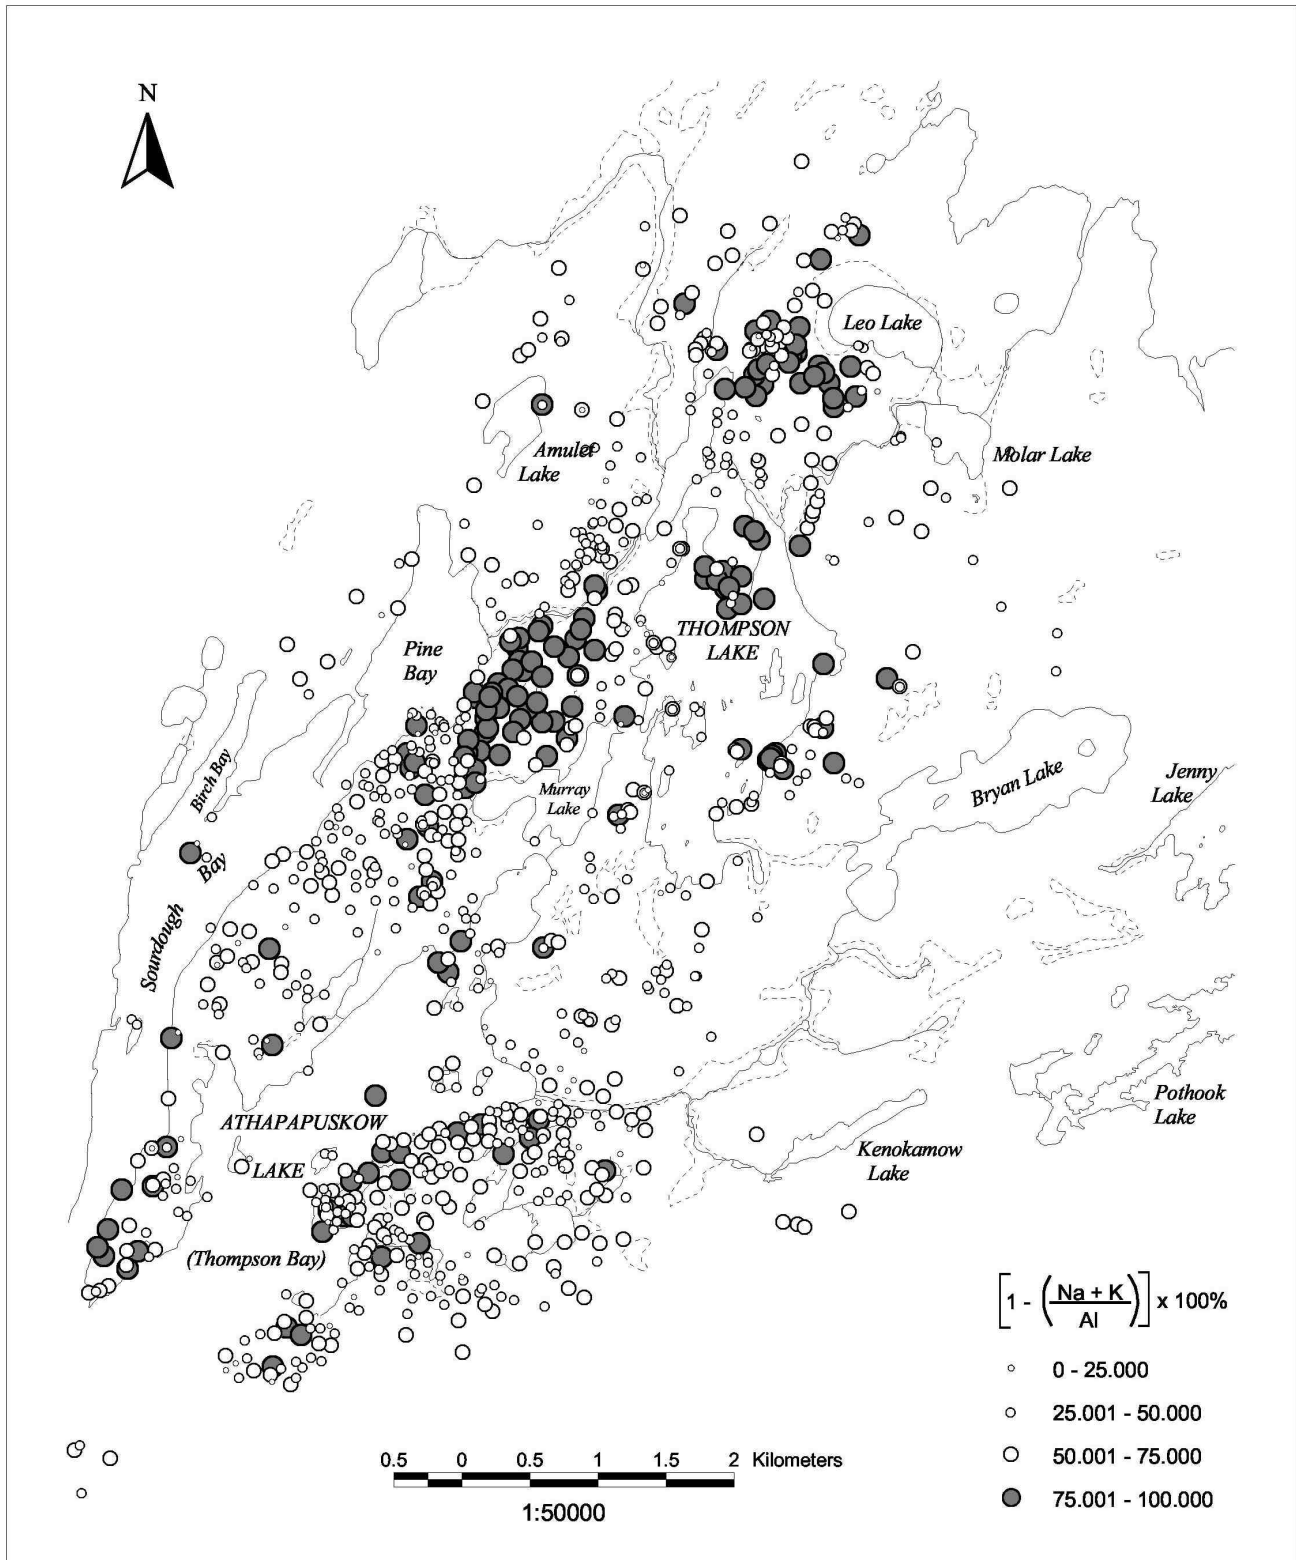 N
Leo Lake
Amulet
Lake
Molar Lake
THOMPSON
LAKE
Pine
Bay
Birch Bay
Murray
Lake
Bryan Lake
Jenny
Lake
Sourdough
Bay
Pothook
Lake
ATHAPAPUSKOW
LAKE
Kenokamow
Lake
(Thompson Bay)
[1 - (Na + K / Al)] x 100%
0 - 25.000
25.001 - 50.000
50.001 - 75.000
75.001 - 100.000
0.5 0 0.5 1 1.5 2 Kilometers
1:50000